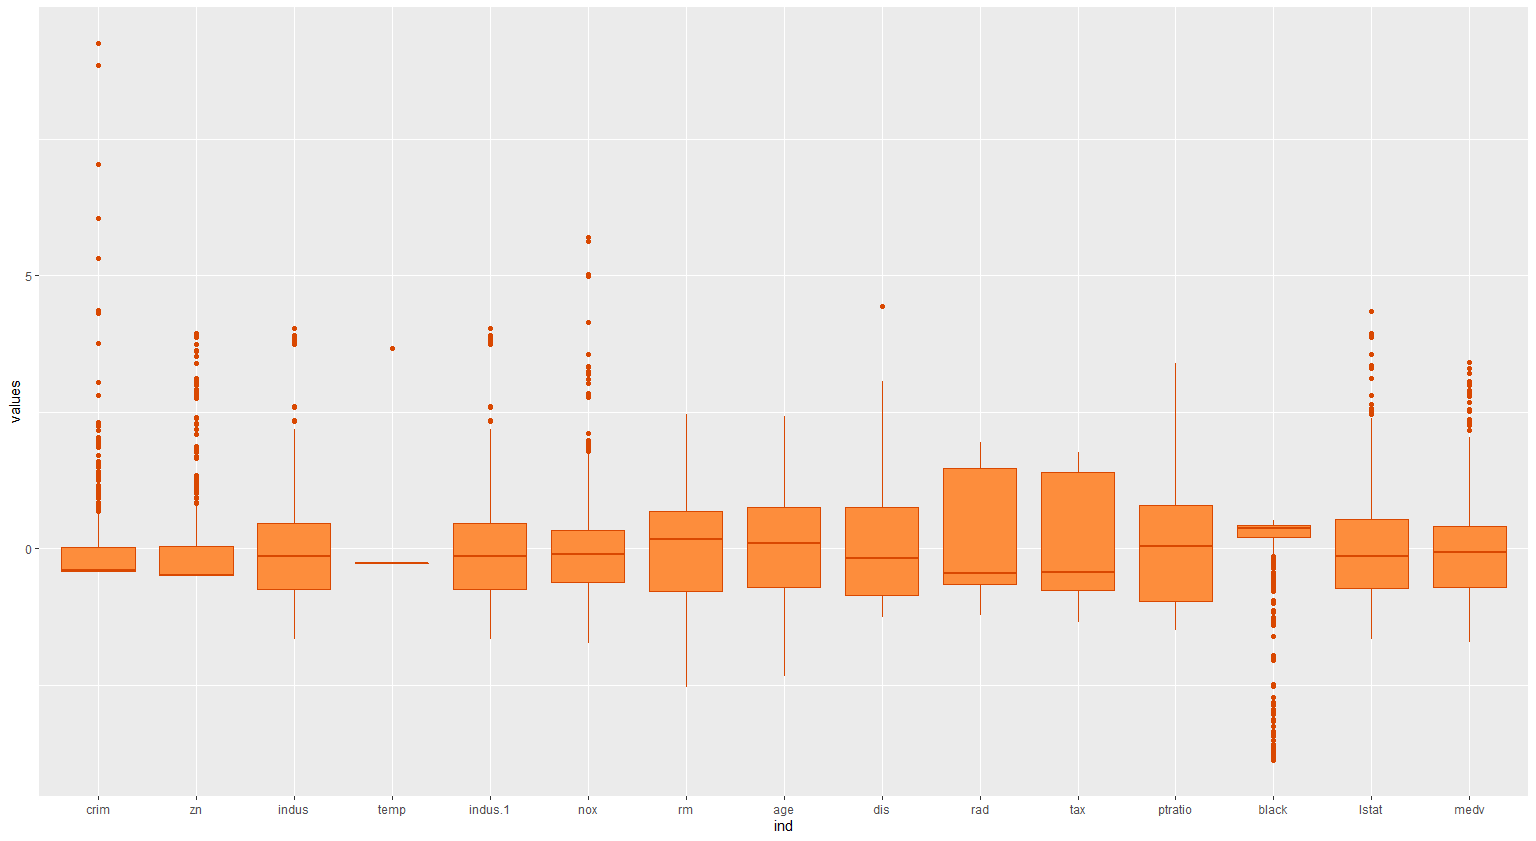 values
5
0
crim zn indus temp indus.1 nox rm age dis rad tax ptratio black lstat medv
ind